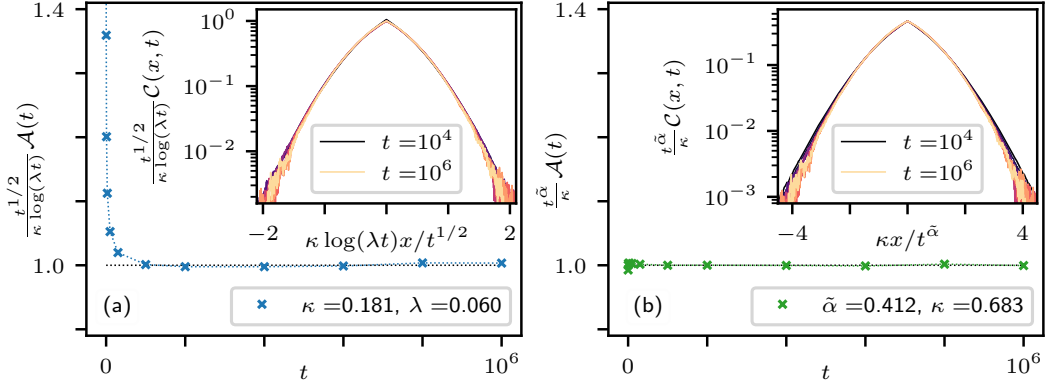 1.4
1.0
t^{1/2}/(κ log(λt)) 𝒜(t)
0
10^6
t
(a)
κ =0.181, λ =0.060
10^0
10^{−1}
10^{−2}
t^{1/2}/(κ log(λt)) 𝒞(x, t)
t =10^4
t =10^6
−2
2
κ log(λt)x/t^{1/2}
1.4
1.0
t^{α̃}/κ 𝒜(t)
0
10^6
t
(b)
α̃ =0.412, κ =0.683
10^{−1}
10^{−2}
10^{−3}
t^{α̃}/κ 𝒞(x, t)
t =10^4
t =10^6
−4
4
κx/t^{α̃}